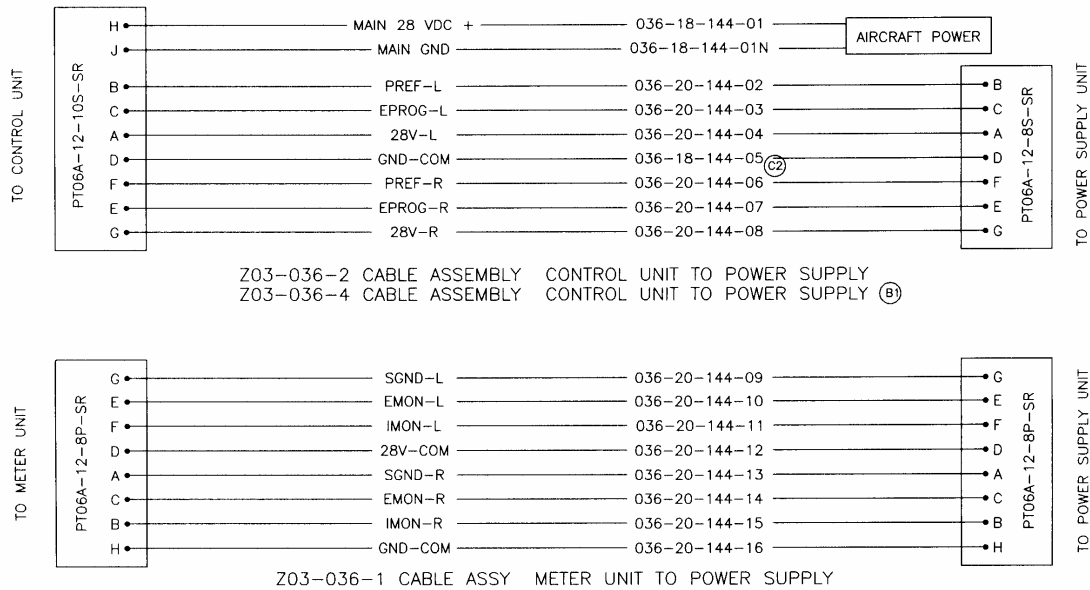 H MAIN 28 VDC + 036-18-144-01
J MAIN GND 036-18-144-01N
AIRCRAFT POWER
TO CONTROL UNIT
PT06A-12-10S-SR
B PREF-L 036-20-144-02 B
C EPROG-L 036-20-144-03 C
A 28V-L 036-20-144-04 A
D GND-COM 036-18-144-05 C2 D
F PREF-R 036-20-144-06 F
E EPROG-R 036-20-144-07 E
G 28V-R 036-20-144-08 G
PT06A-12-8S-SR
TO POWER SUPPLY UNIT
Z03-036-2 CABLE ASSEMBLY CONTROL UNIT TO POWER SUPPLY
Z03-036-4 CABLE ASSEMBLY CONTROL UNIT TO POWER SUPPLY B1
TO METER UNIT
PT06A-12-8P-SR
G SGND-L 036-20-144-09 G
E EMON-L 036-20-144-10 E
F IMON-L 036-20-144-11 F
D 28V-COM 036-20-144-12 D
A SGND-R 036-20-144-13 A
C EMON-R 036-20-144-14 C
B IMON-R 036-20-144-15 B
H GND-COM 036-20-144-16 H
PT06A-12-8P-SR
TO POWER SUPPLY UNIT
Z03-036-1 CABLE ASSY METER UNIT TO POWER SUPPLY